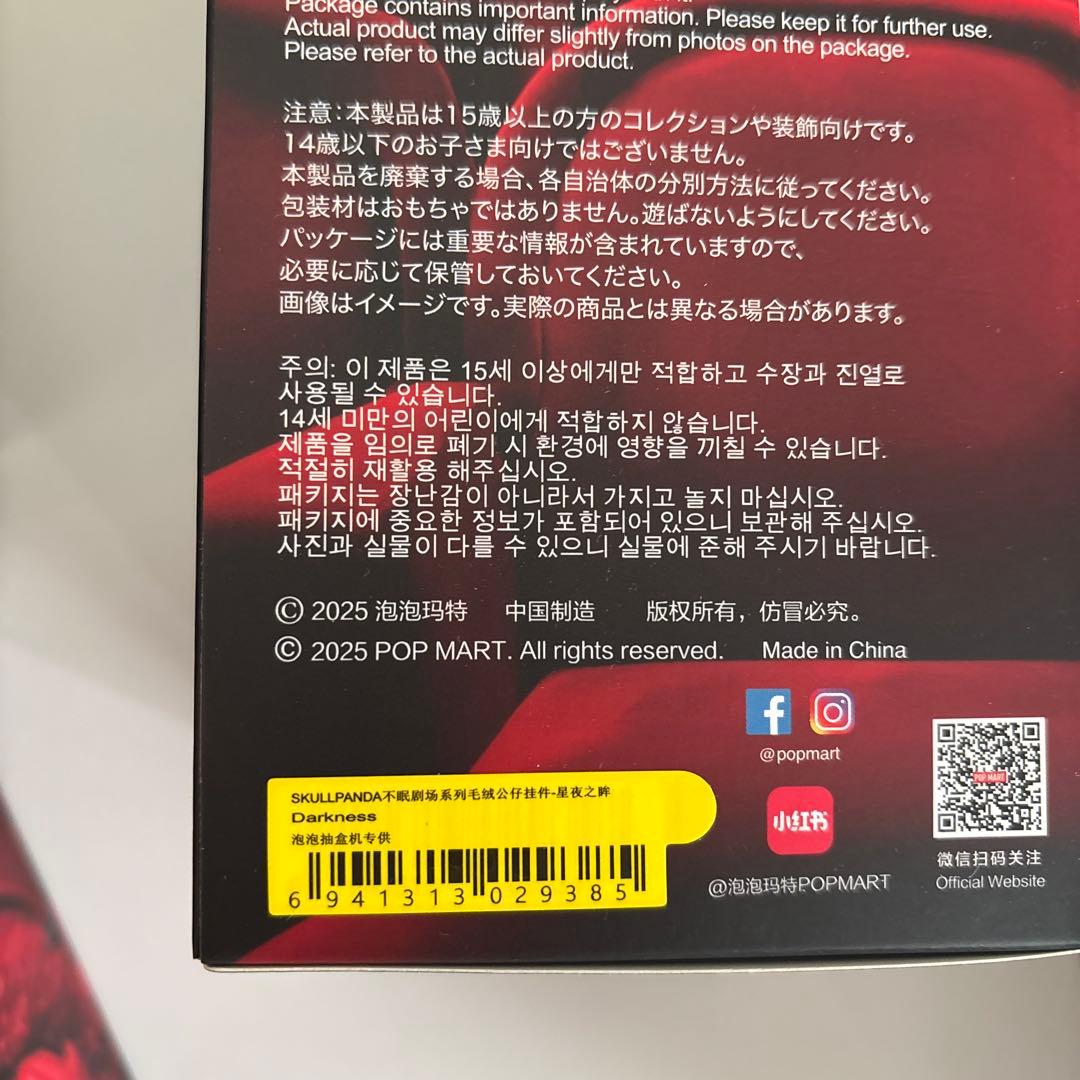 Package contains important information. Please keep it for further use.
Actual product may differ slightly from photos on the package.
Please refer to the actual product.
注意：本製品は15歳以上の方のコレクションや装飾向けです。
14歳以下のお子さま向けではございません。
本製品を廃棄する場合、各自治体の分別方法に従ってください。
包装材はおもちゃではありません。遊ばないようにしてください。
パッケージには重要な情報が含まれていますので、
必要に応じて保管しておいてください。
画像はイメージです。実際の商品とは異なる場合があります。
주의: 이 제품은 15세 이상에게만 적합하고 수장과 진열로
사용될 수 있습니다.
14세 미만의 어린이에게 적합하지 않습니다.
제품을 임의로 폐기 시 환경에 영향을 끼칠 수 있습니다.
적절히 재활용 해주십시오.
패키지는 장난감이 아니라서 가지고 놀지 마십시오.
패키지에 중요한 정보가 포함되어 있으니 보관해 주십시오.
사진과 실물이 다를 수 있으니 실물에 준해 주시기 바랍니다.
© 2025 泡泡玛特 中国制造 版权所有，仿冒必究。
© 2025 POP MART. All rights reserved. Made in China
@popmart
POP MART
小红书
微信扫码关注
@泡泡玛特POPMART
Official Website
SKULLPANDA不眠剧场系列毛绒公仔挂件-星夜之眸
Darkness
泡泡抽盒机专供
6 941313 029385